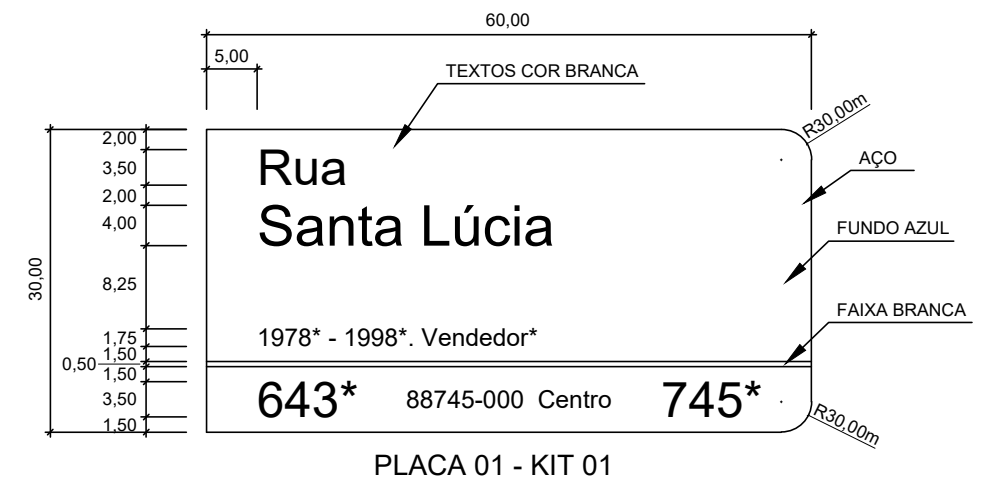 60,00
5,00
TEXTOS COR BRANCA
R30,00m
2,00
3,50
2,00
4,00
8,25
1,75
1,50
0,50
1,50
3,50
1,50
30,00
Rua
Santa Lúcia
AÇO
FUNDO AZUL
FAIXA BRANCA
1978* - 1998*. Vendedor*
643* 88745-000 Centro 745*
R30,00m
PLACA 01 - KIT 01